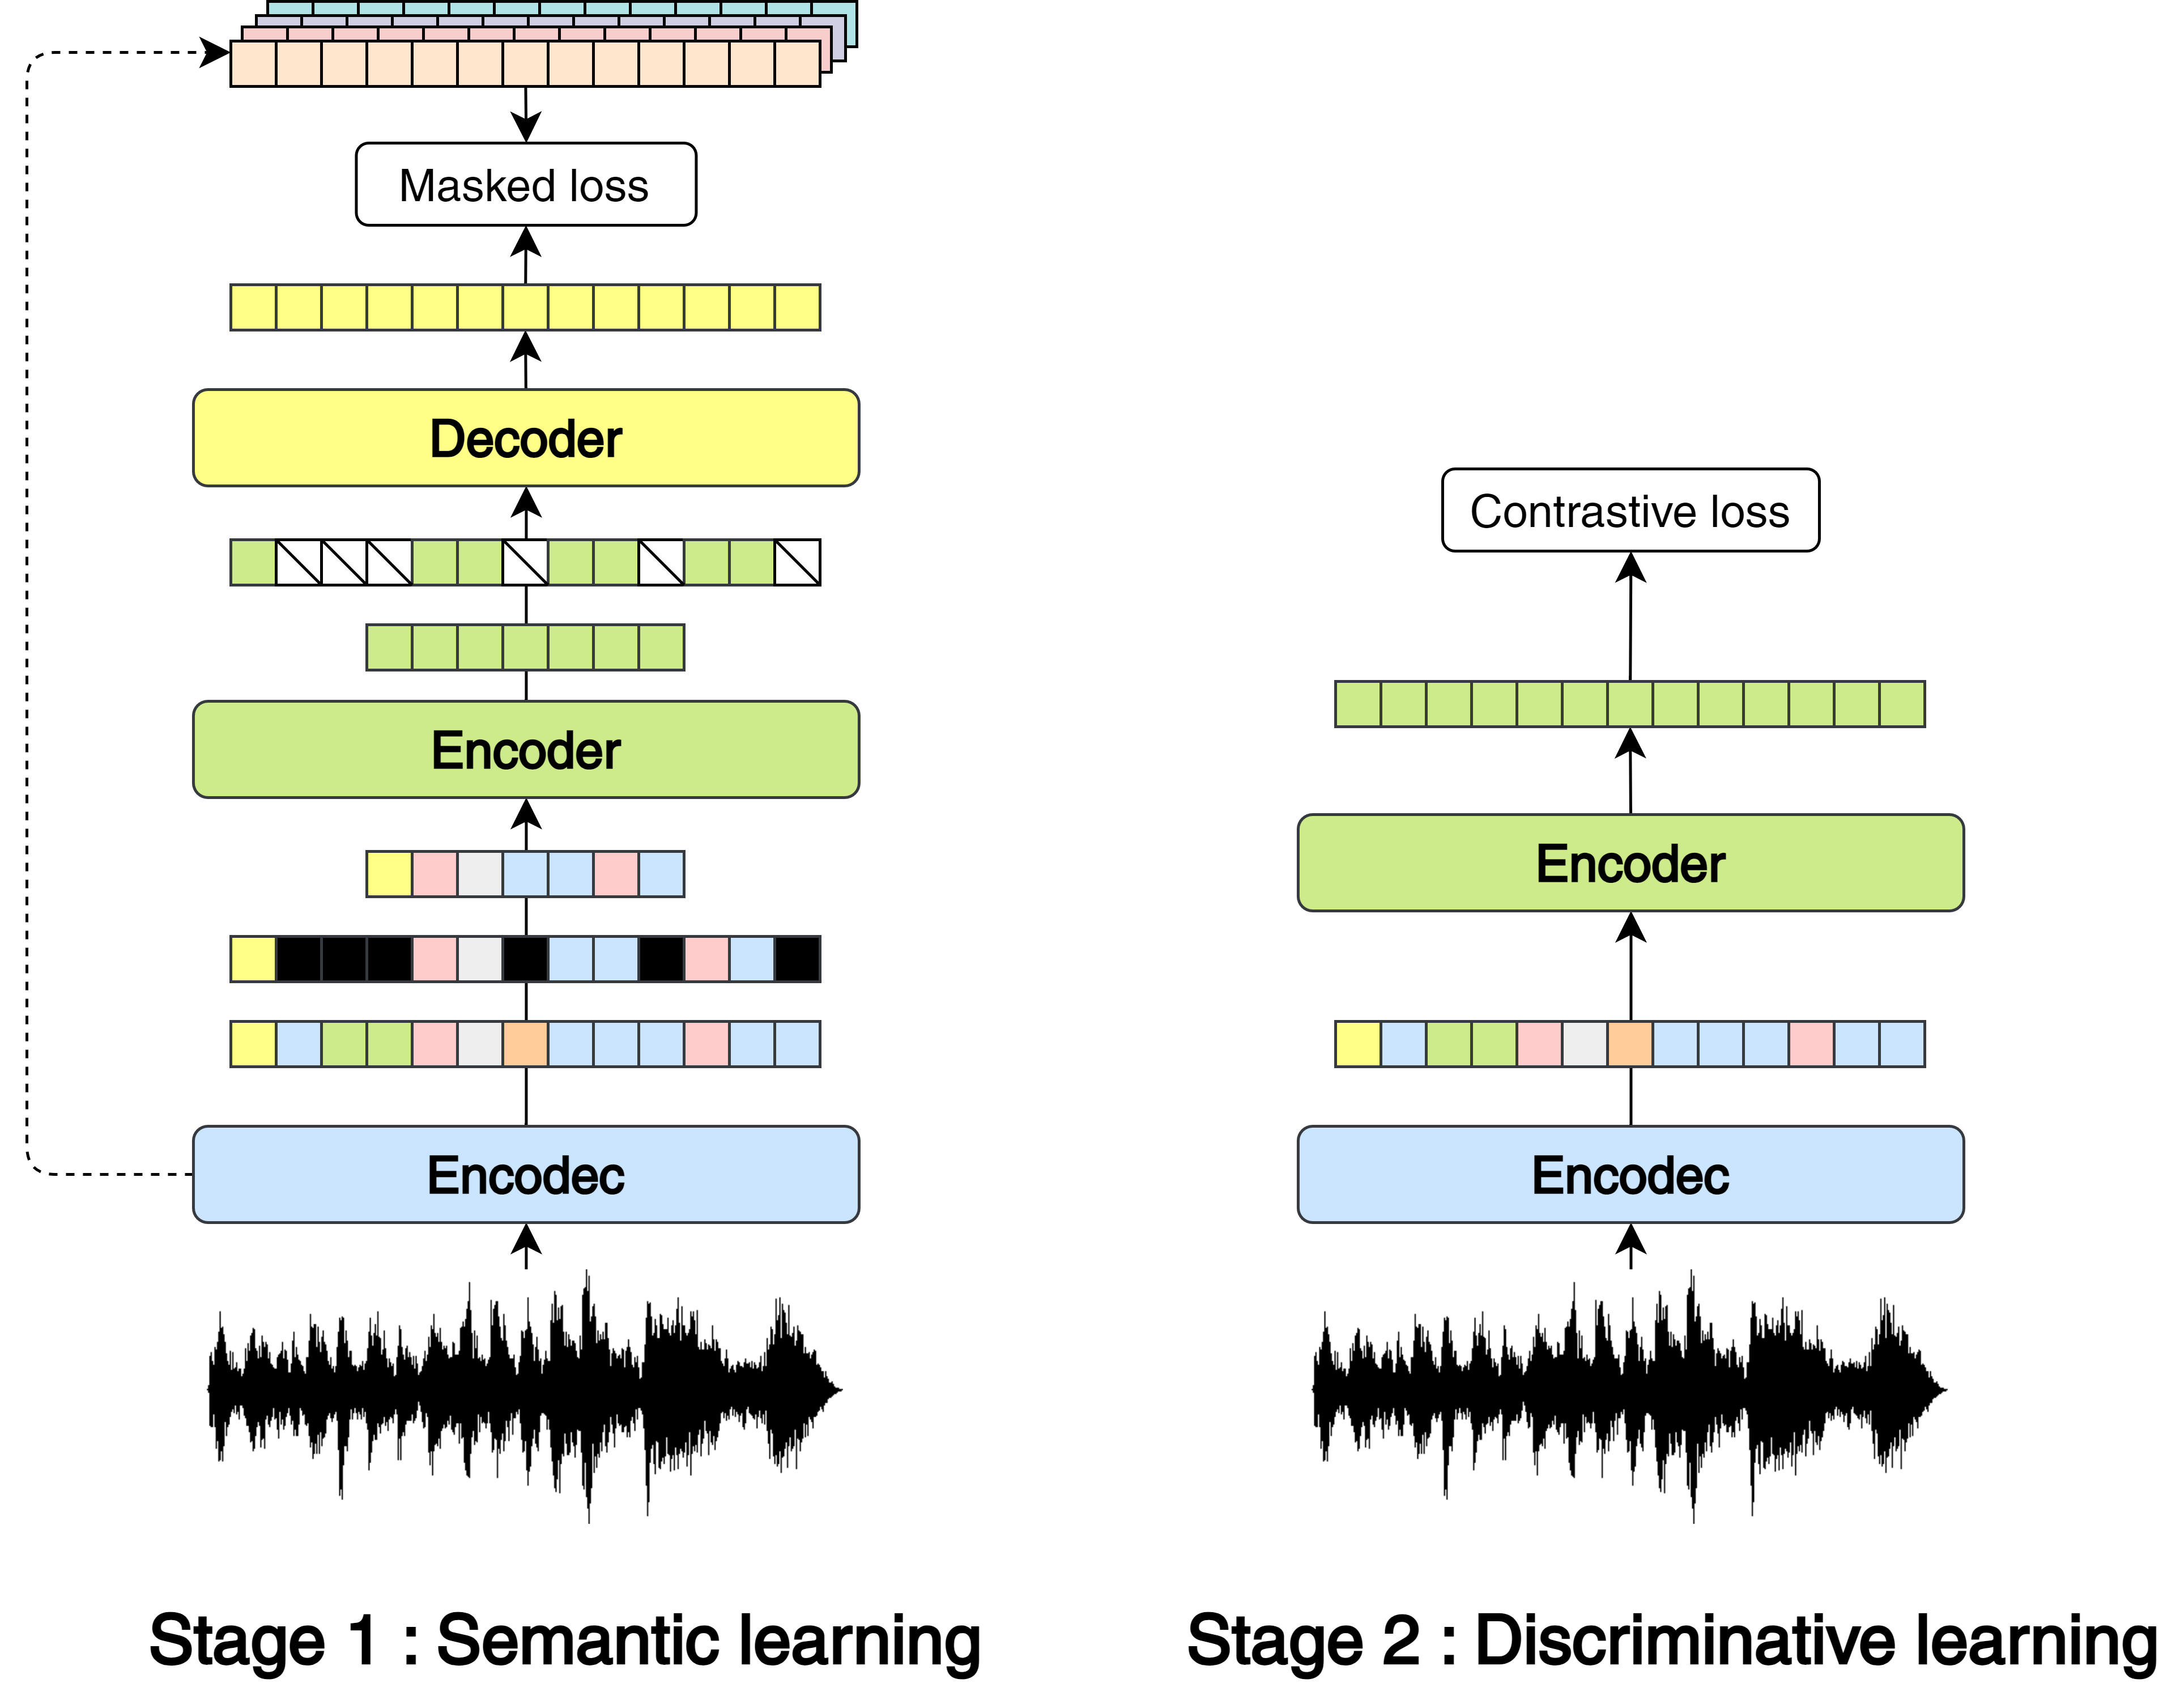 Masked loss
Decoder
Encoder
Encodec
Stage 1 : Semantic learning
Contrastive loss
Encoder
Encodec
Stage 2 : Discriminative learning